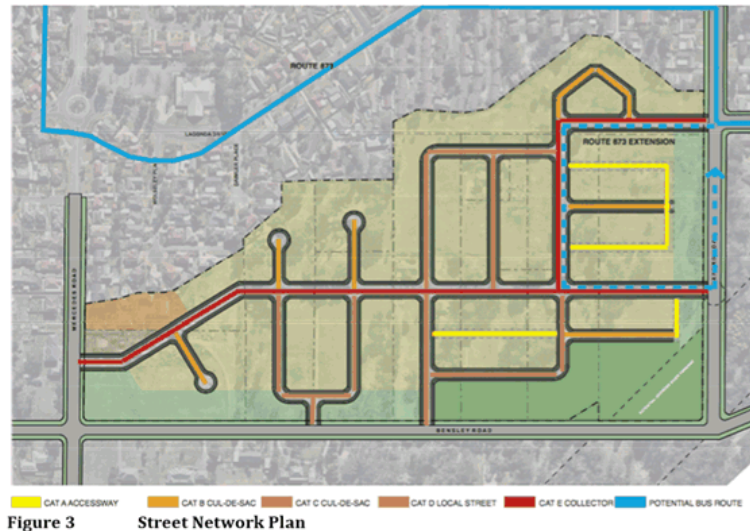 ROUTE 673
ROUTE 673 EXTENSION
MERCEDES ROAD
BENSLEY ROAD
CAT A ACCESSWAY CAT B CUL-DE-SAC CAT C CUL-DE-SAC CAT D LOCAL STREET CAT E COLLECTOR POTENTIAL BUS ROUTE
Figure 3 Street Network Plan